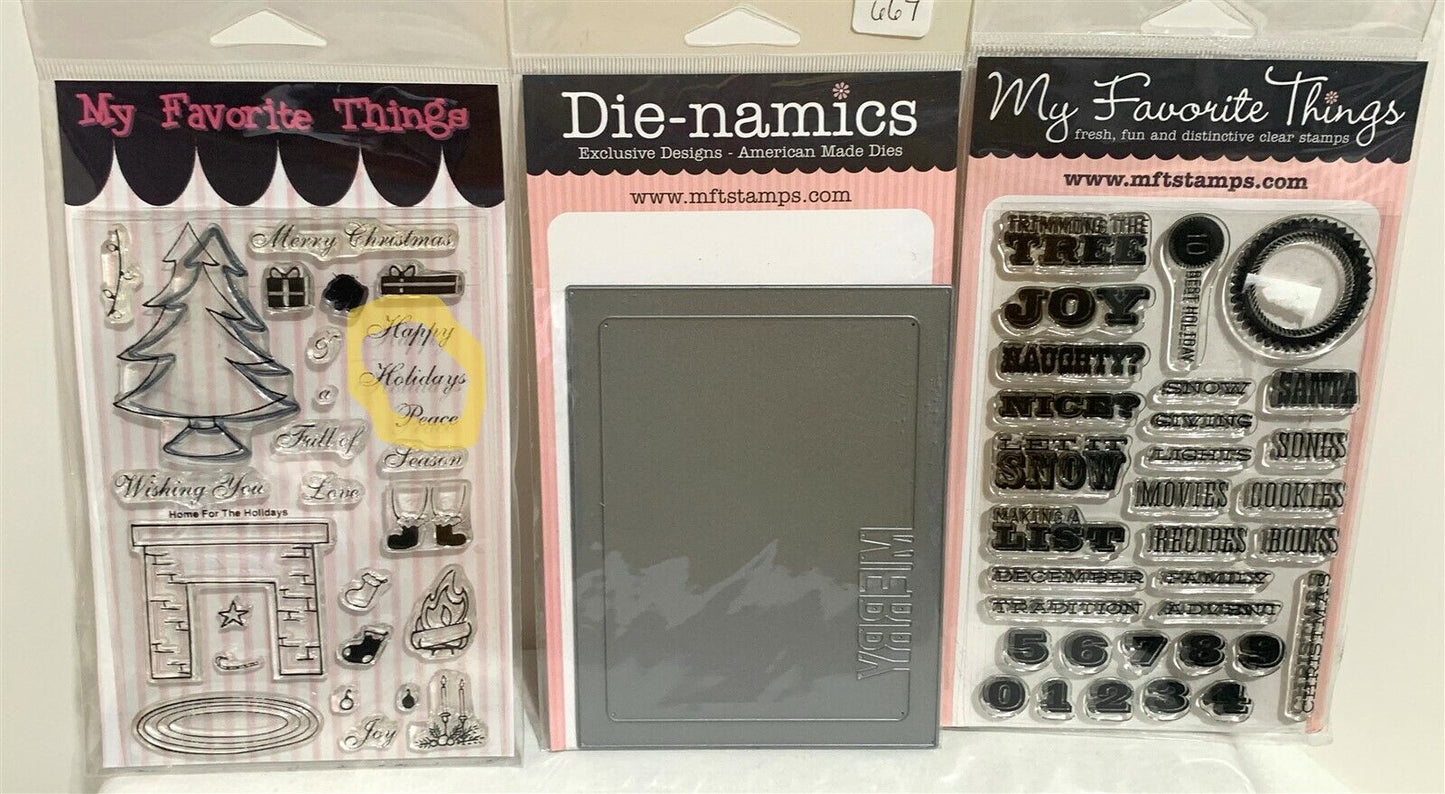 My Favorite Things
Merry Christmas
Happy
&
Holidays
a
Peace
Full of
Season
Wishing You
Love
Home For The Holidays
Joy
667
Die-namics
Exclusive Designs - American Made Dies
www.mftstamps.com
MERRY
My Favorite Things
fresh, fun and distinctive clear stamps
www.mftstamps.com
TRIMMING THE
TREE
10
BEST HOLIDAY
JOY
NAUGHTY?
SNOW
SANTA
NICE?
GIVING
LET IT
SNOW
LIGHTS
SONGS
MOVIES
COOKIES
MAKING A
LIST
RECIPES
BOOKS
DECEMBER
FAMILY
TRADITION
ADVENT
CHRISTMAS
5 6 7 8 9
0 1 2 3 4